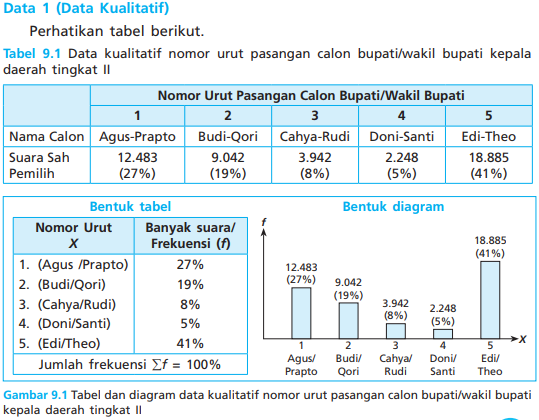 Data 1 (Data Kualitatif)
Perhatikan tabel berikut.
Tabel 9.1 Data kualitatif nomor urut pasangan calon bupati/wakil bupati kepala
daerah tingkat II
Nomor Urut Pasangan Calon Bupati/Wakil Bupati
1 2 3 4 5
Nama Calon Agus-Prapto Budi-Qori Cahya-Rudi Doni-Santi Edi-Theo
Suara Sah 12.483 9.042 3.942 2.248 18.885
Pemilih (27%) (19%) (8%) (5%) (41%)
Bentuk tabel
Nomor Urut Banyak suara/
X Frekuensi (f)
1. (Agus /Prapto) 27%
2. (Budi/Qori) 19%
3. (Cahya/Rudi) 8%
4. (Doni/Santi) 5%
5. (Edi/Theo) 41%
Jumlah frekuensi ∑f = 100%
Bentuk diagram
f
18.885
(41%)
12.483
(27%)
9.042
(19%)
3.942
(8%)
2.248
(5%)
1 2 3 4 5 X
Agus/ Budi/ Cahya/ Doni/ Edi/
Prapto Qori Rudi Santi Theo
Gambar 9.1 Tabel dan diagram data kualitatif nomor urut pasangan calon bupati/wakil bupati
kepala daerah tingkat II